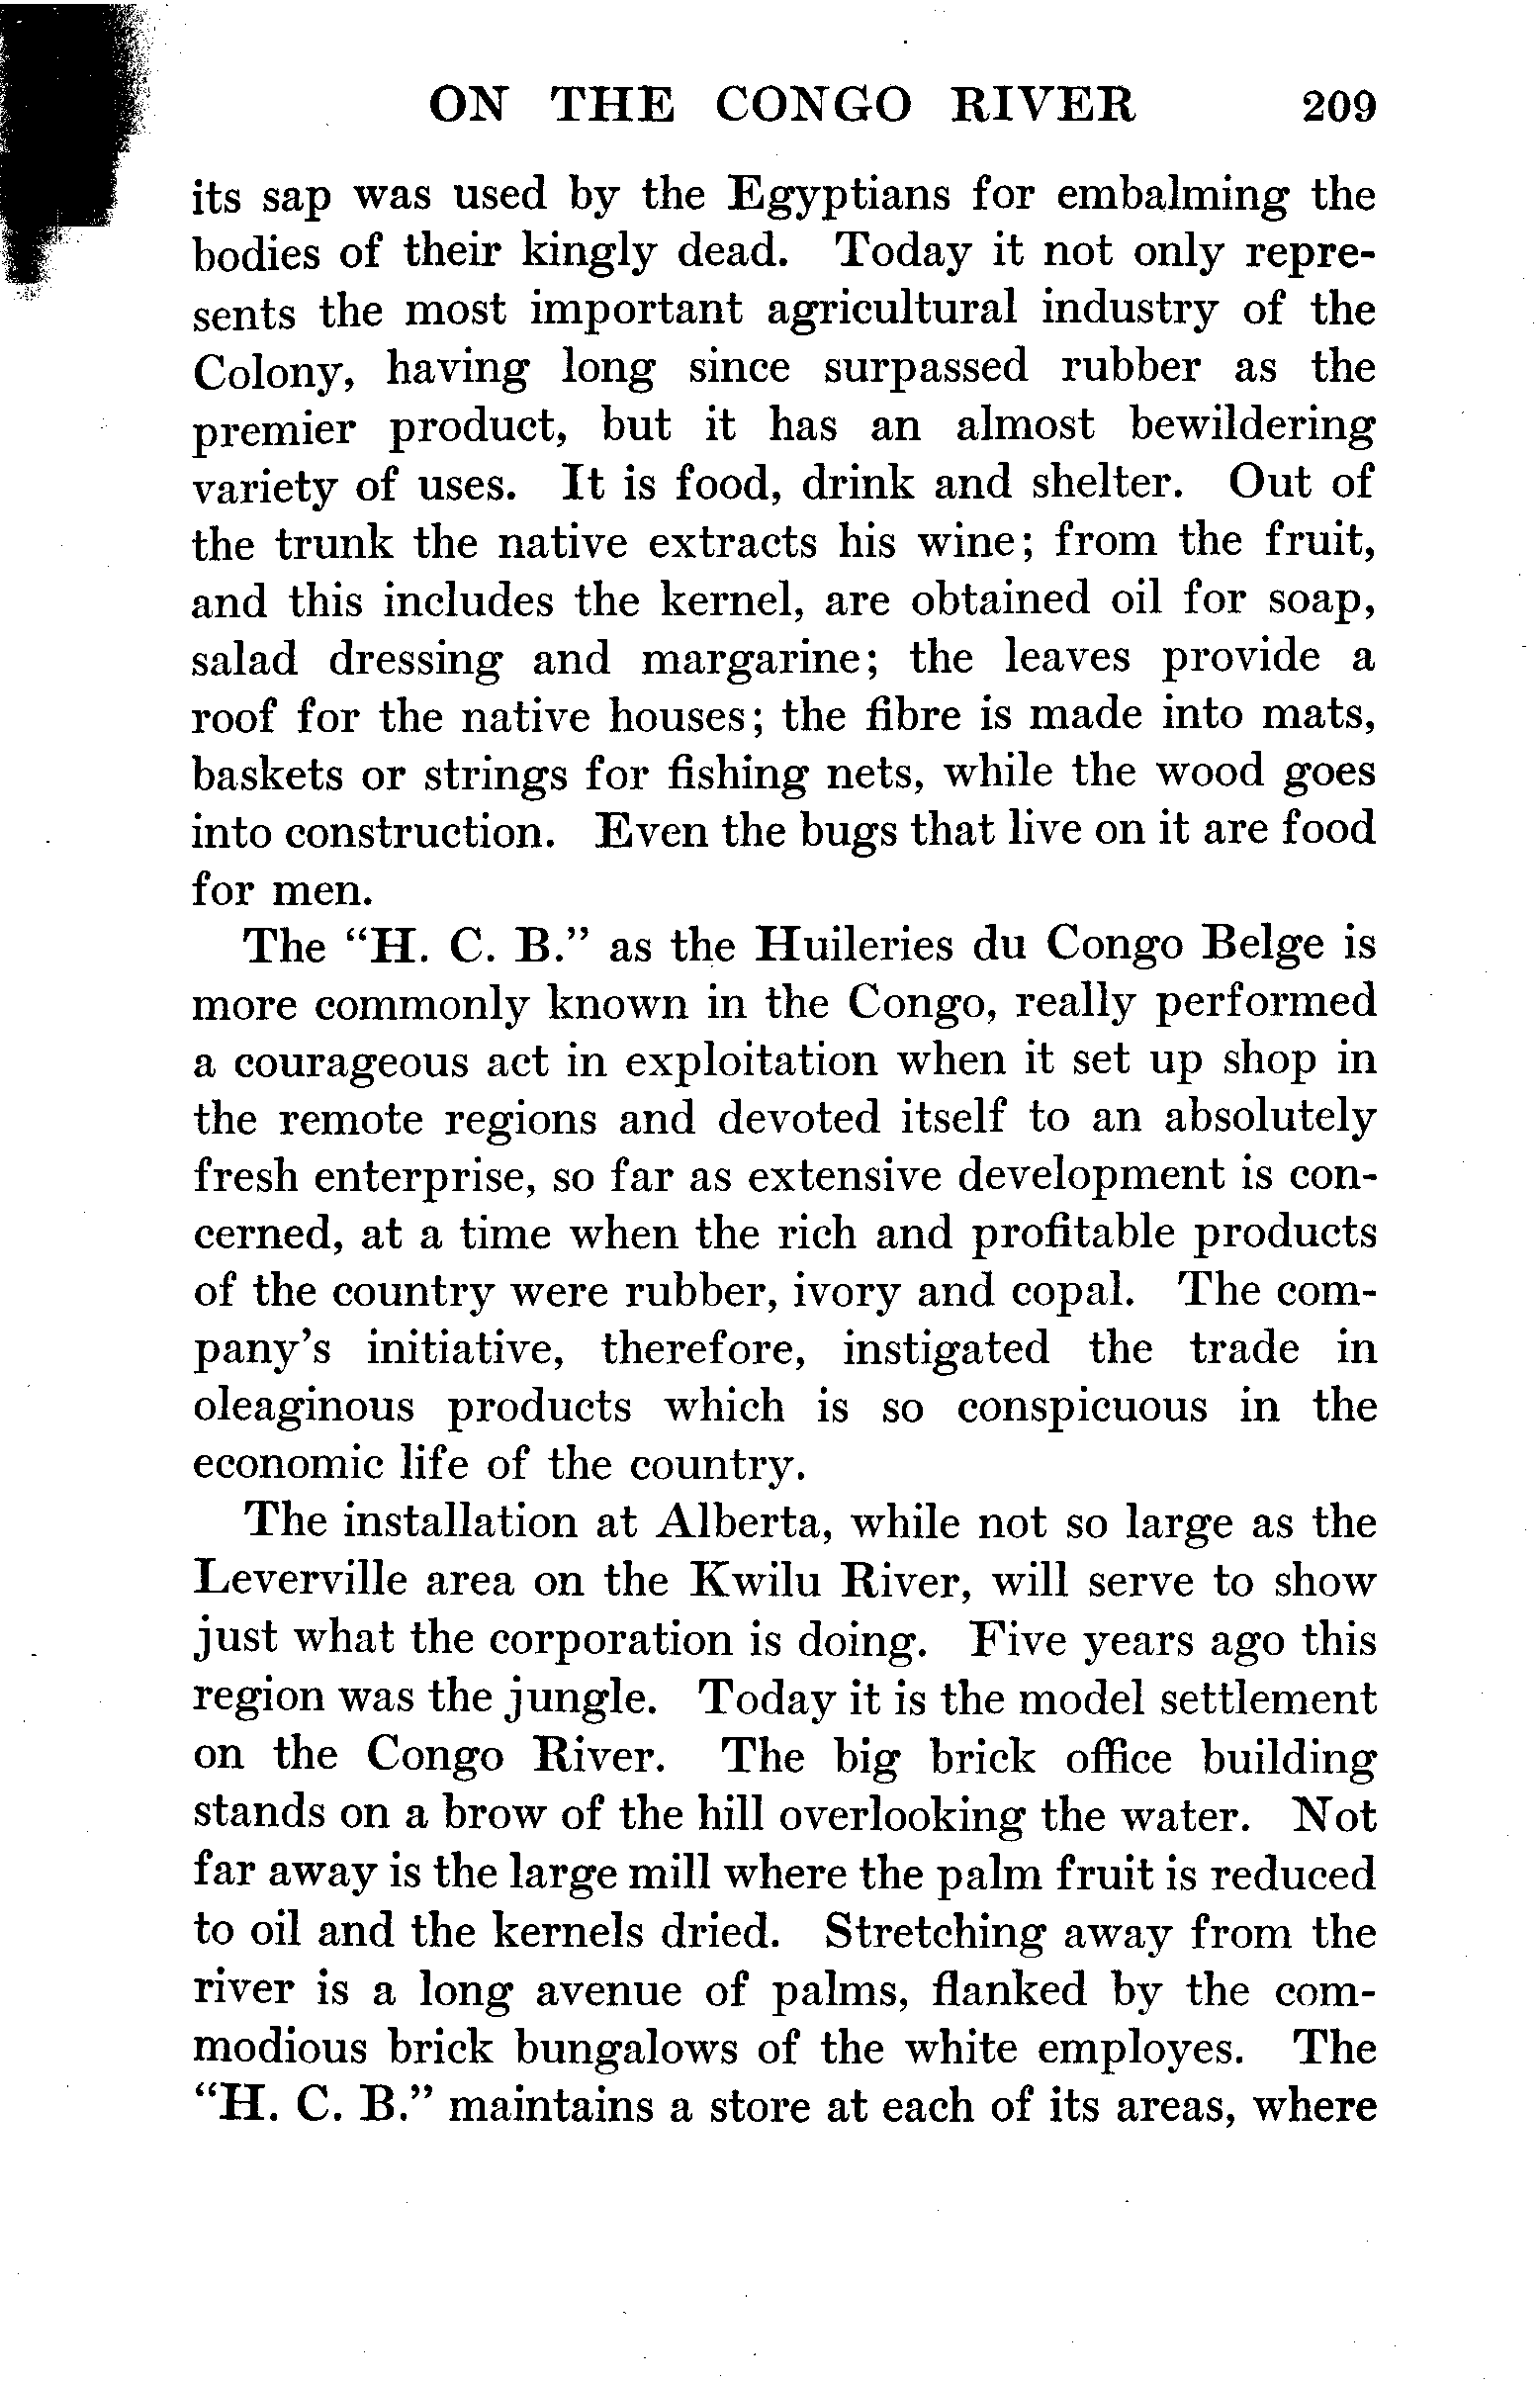 ON THE CONGO RIVER 209
its sap was used by the Egyptians for embalming the
bodies of their kingly dead. Today it not only repre-
sents the most important agricultural industry of the
Colony, having long since surpassed rubber as the
premier product, but it has an almost bewildering
variety of uses. It is food, drink and shelter. Out of
the trunk the native extracts his wine; from the fruit,
and this includes the kernel, are obtained oil for soap,
salad dressing and margarine; the leaves provide a
roof for the native houses; the fibre is made into mats,
baskets or strings for fishing nets, while the wood goes
into construction. Even the bugs that live on it are food
for men.
The “H. C. B.” as the Huileries du Congo Belge is
more commonly known in the Congo, really performed
a courageous act in exploitation when it set up shop in
the remote regions and devoted itself to an absolutely
fresh enterprise, so far as extensive development is con-
cerned, at a time when the rich and profitable products
of the country were rubber, ivory and copal. The com-
pany’s initiative, therefore, instigated the trade in
oleaginous products which is so conspicuous in the
economic life of the country.
The installation at Alberta, while not so large as the
Leverville area on the Kwilu River, will serve to show
just what the corporation is doing. Five years ago this
region was the jungle. Today it is the model settlement
on the Congo River. The big brick office building
stands on a brow of the hill overlooking the water. Not
far away is the large mill where the palm fruit is reduced
to oil and the kernels dried. Stretching away from the
river is a long avenue of palms, flanked by the com-
modious brick bungalows of the white employes. The
“H. C. B.” maintains a store at each of its areas, where